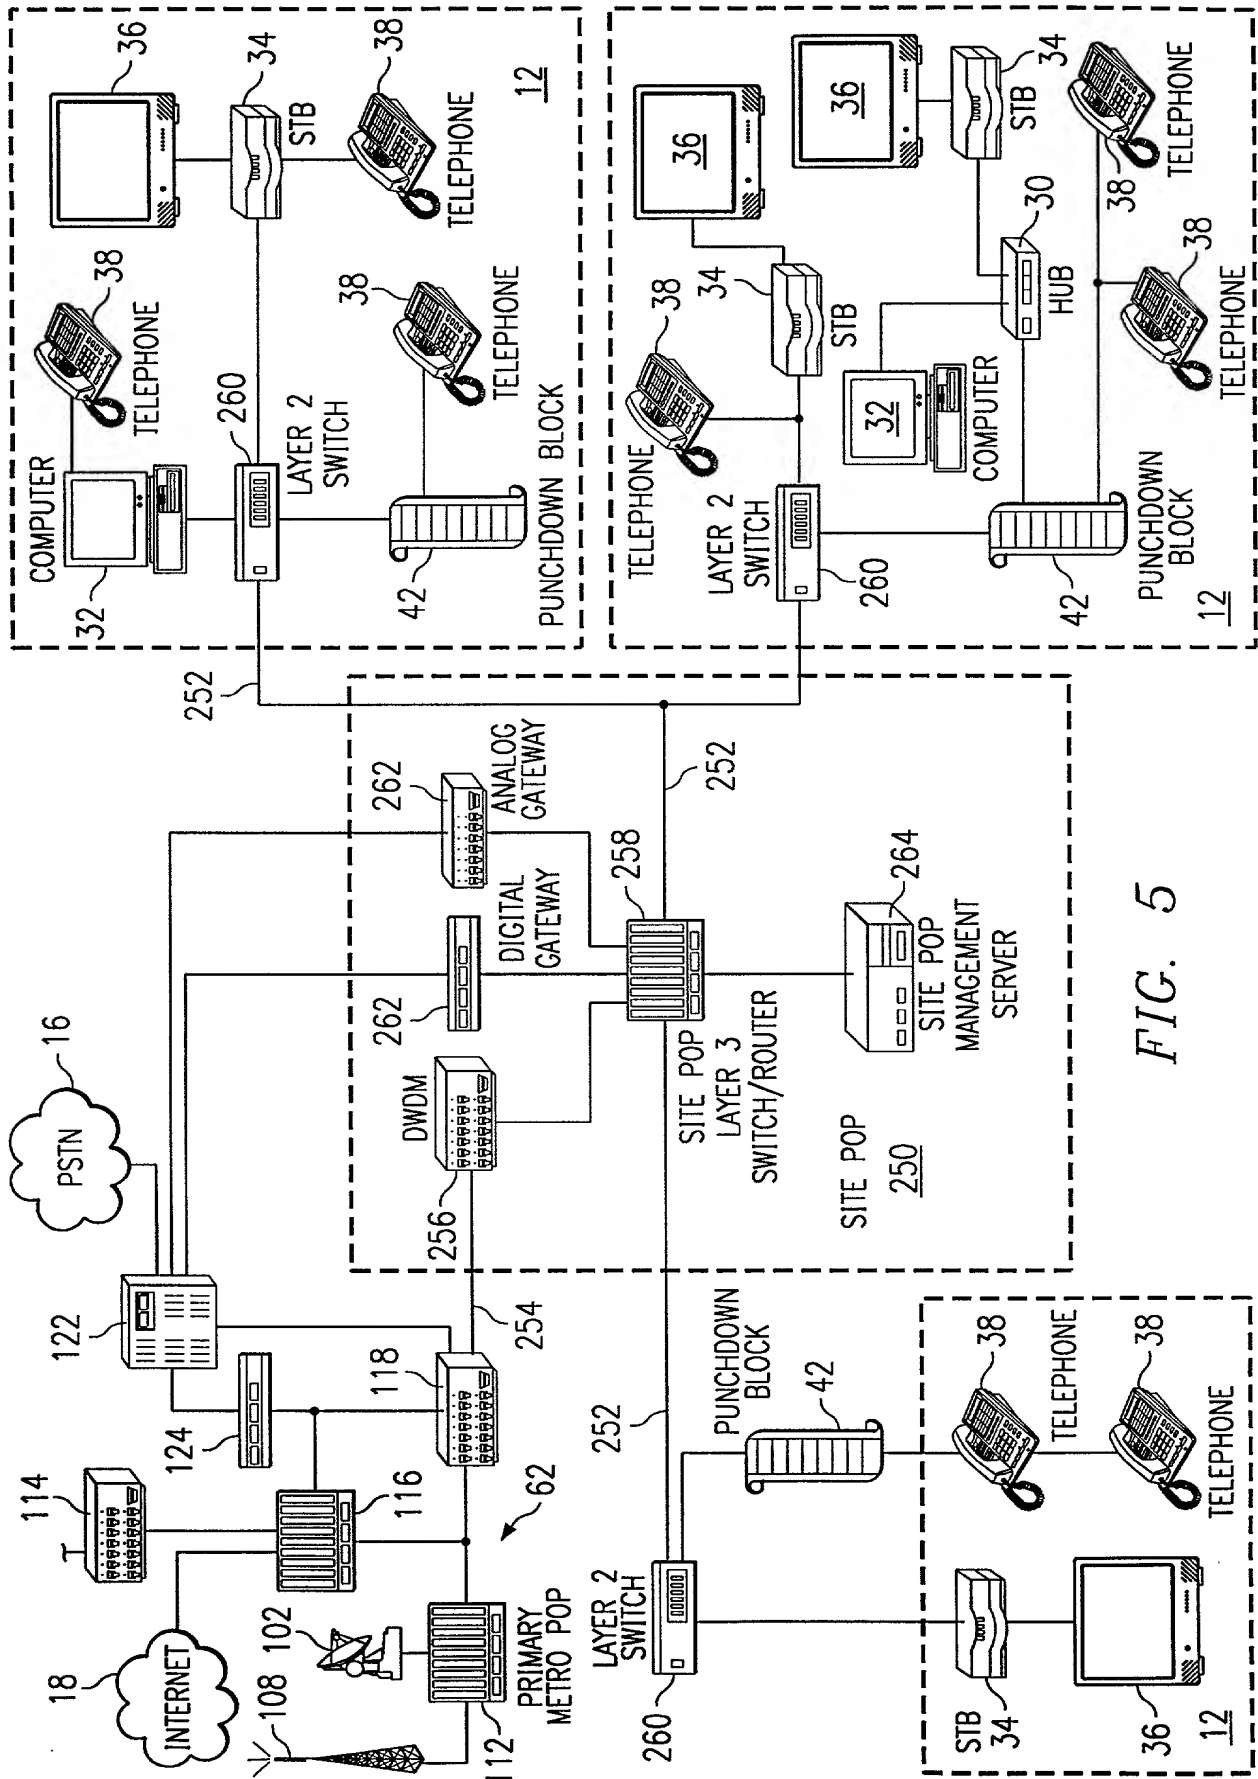 18
INTERNET
114
124
122
PSTN
16
108
102
112
PRIMARY
METRO POP
116
62
118
254
256
DWDM
262
DIGITAL
GATEWAY
262
ANALOG
GATEWAY
258
SITE POP
LAYER 3
SWITCH/ROUTER
264
SITE POP
MANAGEMENT
SERVER
SITE POP
250
252
252
252
COMPUTER
32
38
TELEPHONE
36
34
STB
38
TELEPHONE
12
260
LAYER 2
SWITCH
38
TELEPHONE
42
PUNCHDOWN BLOCK
TELEPHONE
38
36
34
STB
36
34
STB
LAYER 2
SWITCH
260
32
COMPUTER
30
HUB
38
TELEPHONE
38
TELEPHONE
42
PUNCHDOWN
BLOCK
12
LAYER 2
SWITCH
260
PUNCHDOWN
BLOCK
42
38
TELEPHONE
38
TELEPHONE
STB
34
36
12
FIG. 5